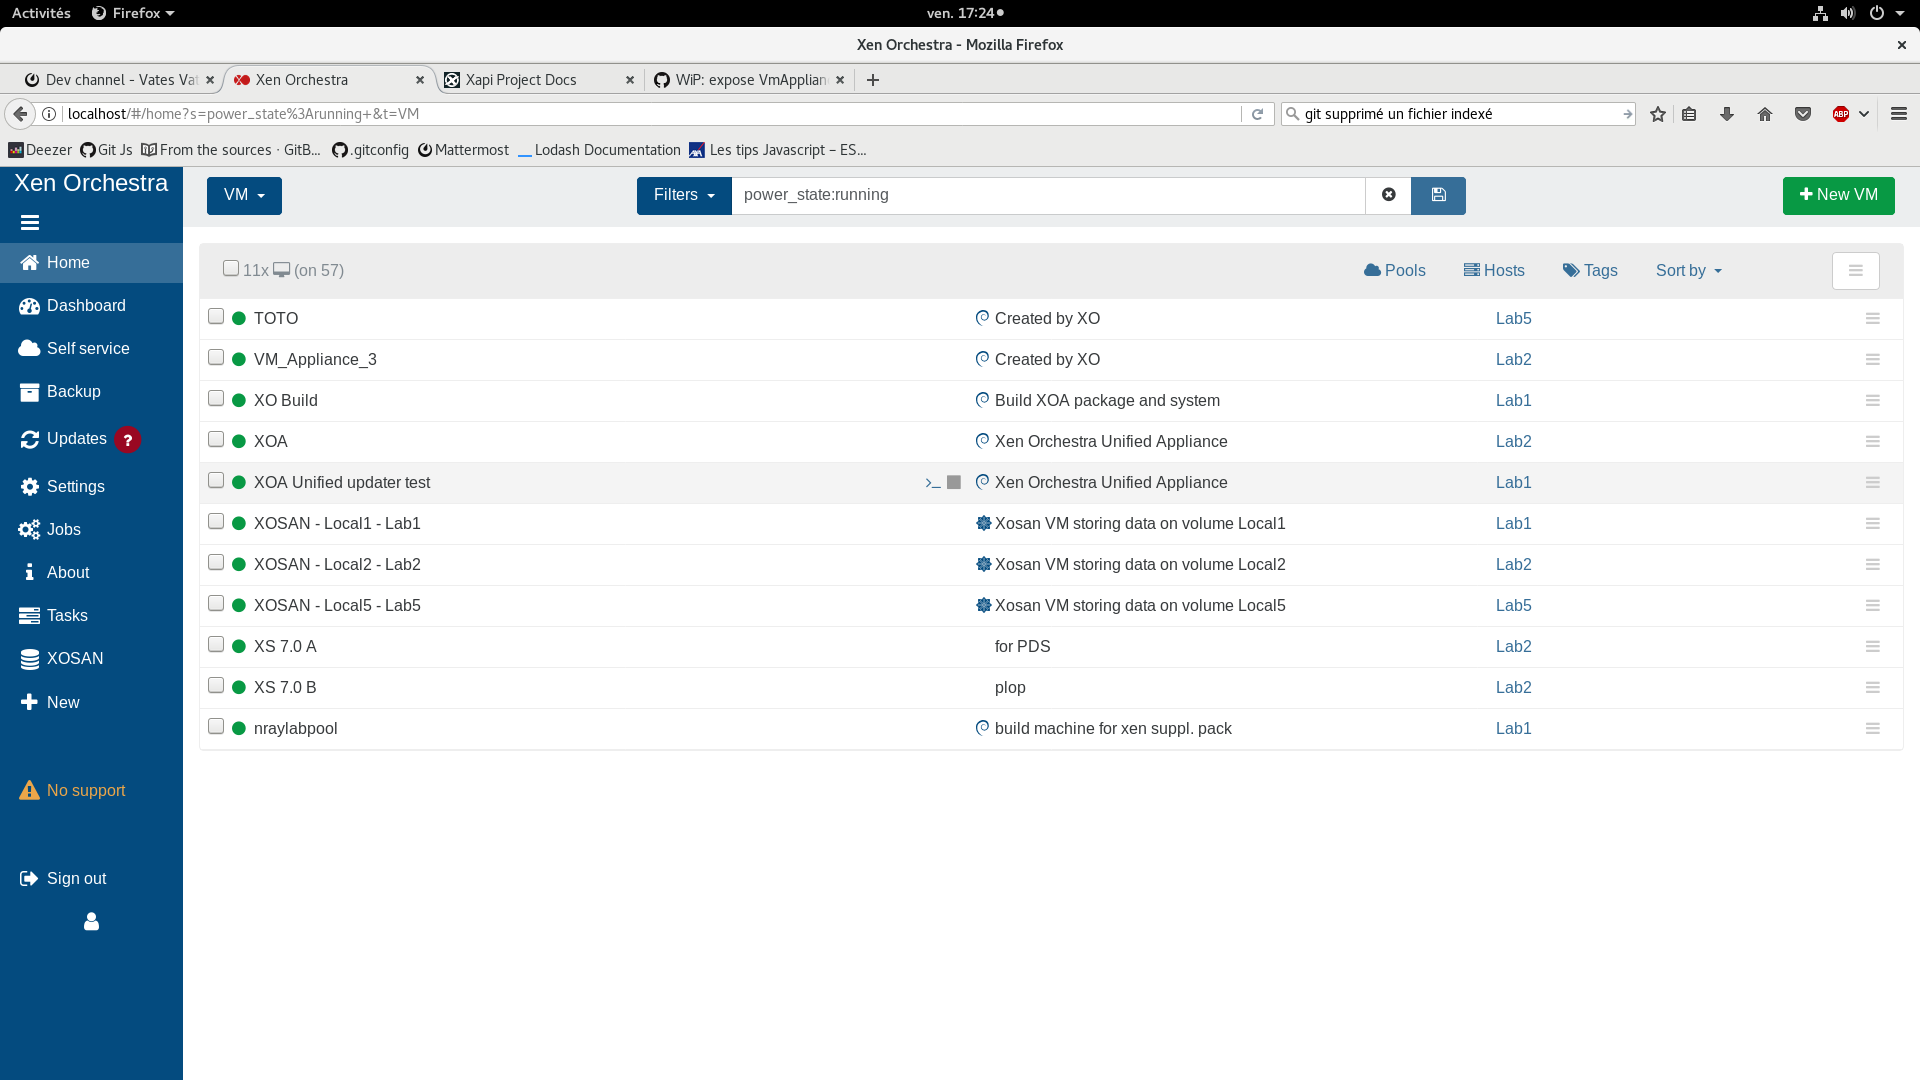 Activités Firefox ven. 17:24
Xen Orchestra - Mozilla Firefox
Dev channel - Vates Vat Xen Orchestra Xapi Project Docs WiP: expose VmApplian
localhost/#/home?s=power_state%3Arunning+&t=VM git supprimé un fichier indexé ABP
Deezer Git Js From the sources · GitB... .gitconfig Mattermost Lodash Documentation Les tips Javascript – ES...
Xen Orchestra
VM Filters power_state:running New VM
Home
Dashboard
Self service
Backup
Updates ?
Settings
Jobs
About
Tasks
XOSAN
New
No support
Sign out
11x (on 57) Pools Hosts Tags Sort by
TOTO Created by XO Lab5
VM_Appliance_3 Created by XO Lab2
XO Build Build XOA package and system Lab1
XOA Xen Orchestra Unified Appliance Lab2
XOA Unified updater test >_ Xen Orchestra Unified Appliance Lab1
XOSAN - Local1 - Lab1 Xosan VM storing data on volume Local1 Lab1
XOSAN - Local2 - Lab2 Xosan VM storing data on volume Local2 Lab2
XOSAN - Local5 - Lab5 Xosan VM storing data on volume Local5 Lab5
XS 7.0 A for PDS Lab2
XS 7.0 B plop Lab2
nraylabpool build machine for xen suppl. pack Lab1